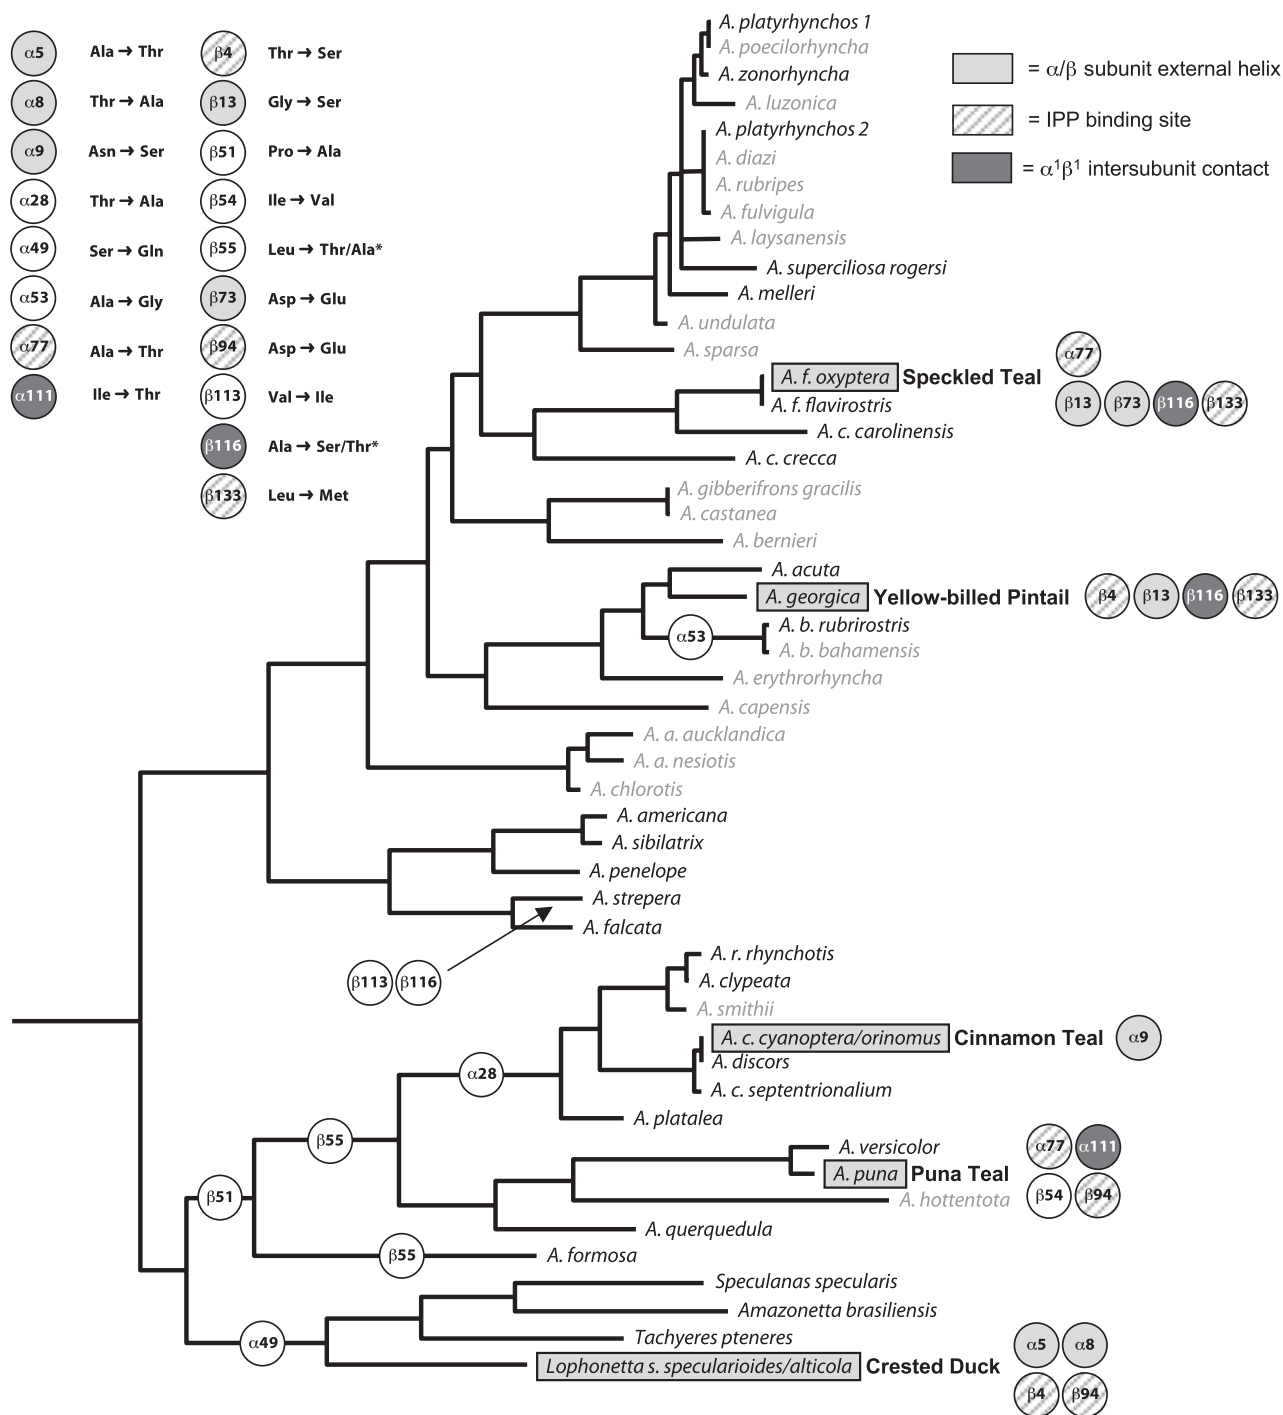 α5 Ala → Thr
α8 Thr → Ala
α9 Asn → Ser
α28 Thr → Ala
α49 Ser → Gln
α53 Ala → Gly
α77 Ala → Thr
α111 Ile → Thr
β4 Thr → Ser
β13 Gly → Ser
β51 Pro → Ala
β54 Ile → Val
β55 Leu → Thr/Ala*
β73 Asp → Glu
β94 Asp → Glu
β113 Val → Ile
β116 Ala → Ser/Thr*
β133 Leu → Met
= α/β subunit external helix
= IPP binding site
= α¹β¹ intersubunit contact
A. platyrhynchos 1
A. poecilorhyncha
A. zonorhyncha
A. luzonica
A. platyrhynchos 2
A. diazi
A. rubripes
A. fulvigula
A. laysanensis
A. superciliosa rogersi
A. melleri
A. undulata
A. sparsa
α77
A. f. oxyptera Speckled Teal
β13 β73 β116 β133
A. f. flavirostris
A. c. carolinensis
A. c. crecca
A. gibberifrons gracilis
A. castanea
A. bernieri
A. acuta
A. georgica Yellow-billed Pintail β4 β13 β116 β133
α53
A. b. rubrirostris
A. b. bahamensis
A. erythrorhyncha
A. capensis
A. a. aucklandica
A. a. nesiotis
A. chlorotis
A. americana
A. sibilatrix
A. penelope
A. strepera
A. falcata
β113 β116
A. r. rhynchotis
A. clypeata
A. smithii
A. c. cyanoptera/orinomus Cinnamon Teal α9
A. discors
α28
A. c. septentrionalium
A. platalea
β55
A. versicolor
α77 α111
A. puna Puna Teal
β51
A. hottentota
β54 β94
A. querquedula
β55
A. formosa
Speculanas specularis
Amazonetta brasiliensis
α49
Tachyeres pteneres
α5 α8
Lophonetta s. specularioides/alticola Crested Duck
β4 β94